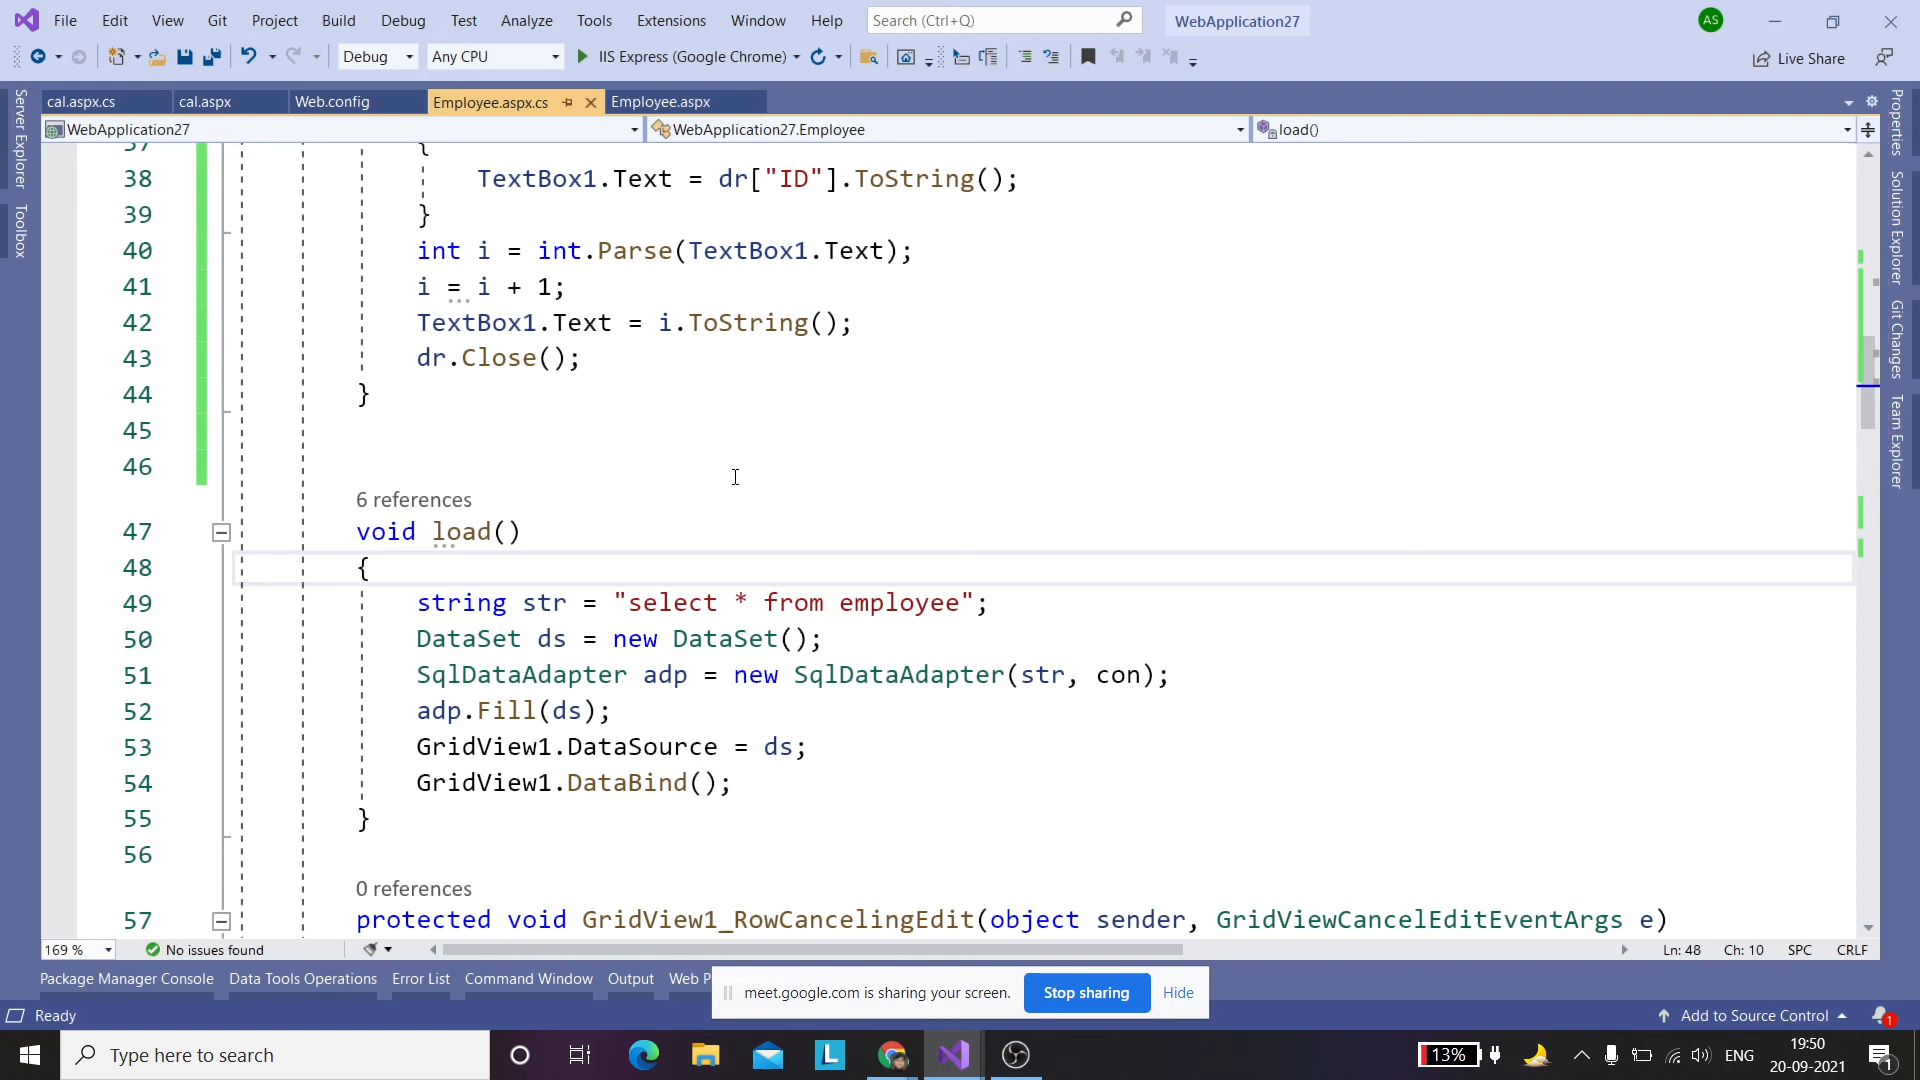 File Edit View Git Project Build Debug Test Analyze Tools Extensions Window Help Search (Ctrl+Q) WebApplication27 AS
Debug Any CPU IIS Express (Google Chrome) Live Share
cal.aspx.cs cal.aspx Web.config Employee.aspx.cs Employee.aspx
WebApplication27 WebApplication27.Employee load()
Server Explorer
Toolbox
Properties
Solution Explorer
Git Changes
Team Explorer
37 {
38 TextBox1.Text = dr["ID"].ToString();
39 }
40 int i = int.Parse(TextBox1.Text);
41 i = i + 1;
42 TextBox1.Text = i.ToString();
43 dr.Close();
44 }
45
46
6 references
47 void load()
48 {
49 string str = "select * from employee";
50 DataSet ds = new DataSet();
51 SqlDataAdapter adp = new SqlDataAdapter(str, con);
52 adp.Fill(ds);
53 GridView1.DataSource = ds;
54 GridView1.DataBind();
55 }
56
0 references
57 protected void GridView1_RowCancelingEdit(object sender, GridViewCancelEditEventArgs e)
169 % No issues found Ln: 48 Ch: 10 SPC CRLF
Package Manager Console Data Tools Operations Error List Command Window Output Web P
meet.google.com is sharing your screen. Stop sharing Hide
Ready Add to Source Control 1
Type here to search L 13% ENG 19:50
20-09-2021 1